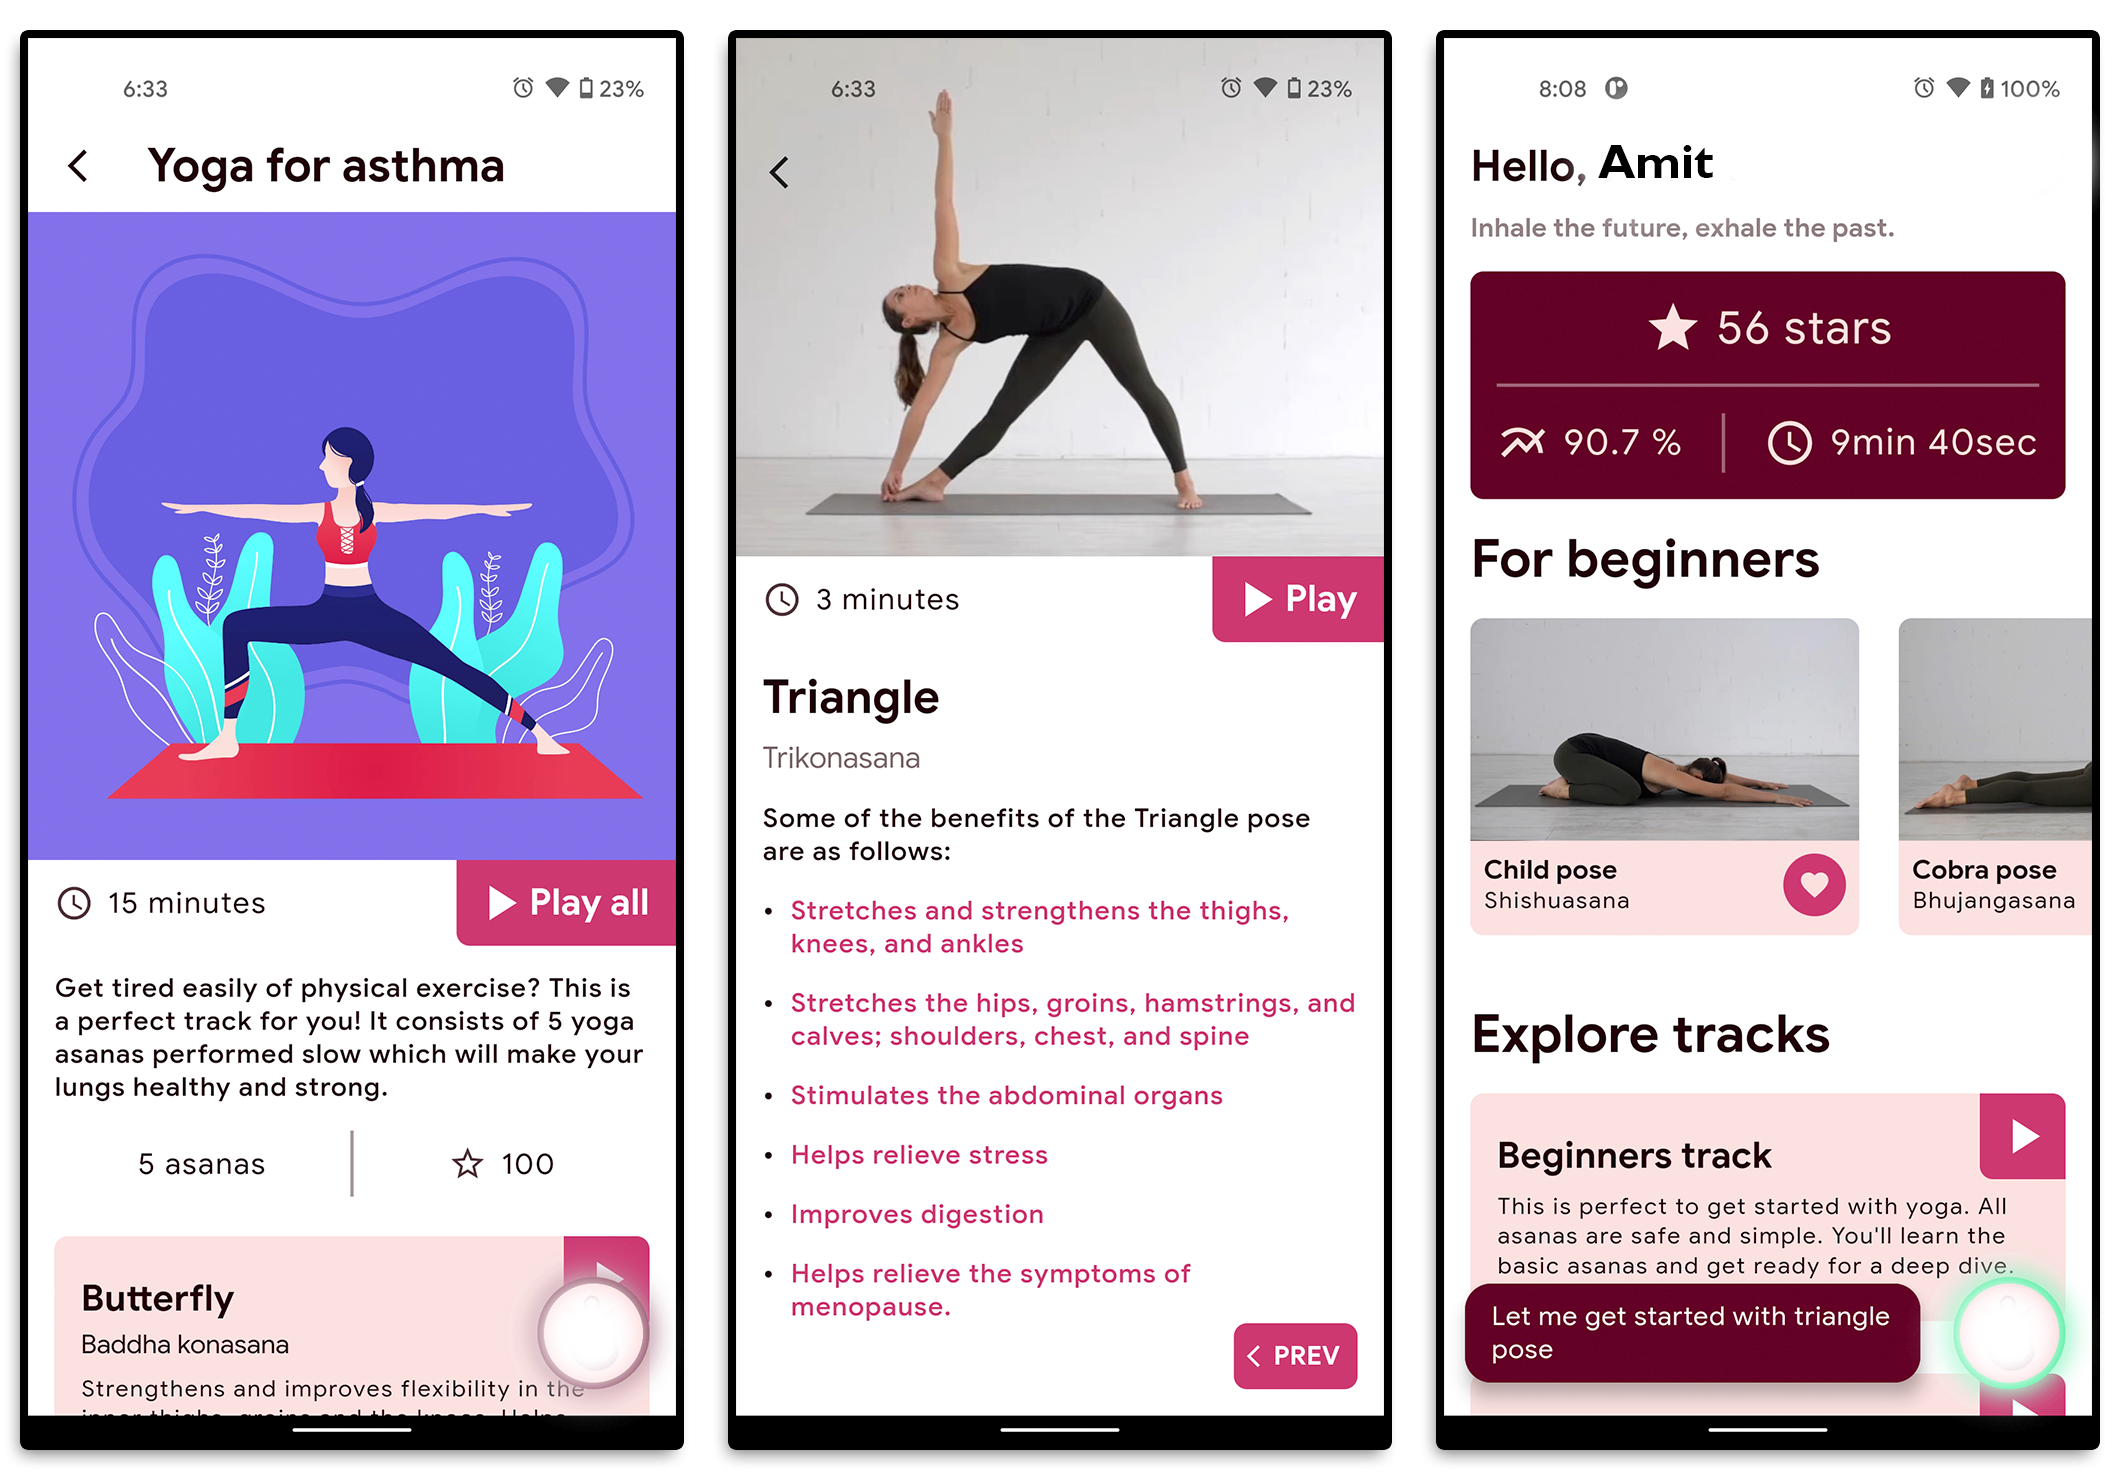 6:33
23%
Yoga for asthma
15 minutes
Play all
Get tired easily of physical exercise? This is
a perfect track for you! It consists of 5 yoga
asanas performed slow which will make your
lungs healthy and strong.
5 asanas
100
Butterfly
Baddha konasana
Strengthens and improves flexibility in the
6:33
23%
3 minutes
Play
Triangle
Trikonasana
Some of the benefits of the Triangle pose
are as follows:
• Stretches and strengthens the thighs,
knees, and ankles
• Stretches the hips, groins, hamstrings, and
calves; shoulders, chest, and spine
• Stimulates the abdominal organs
• Helps relieve stress
• Improves digestion
• Helps relieve the symptoms of
menopause.
PREV
8:08
100%
Hello, Amit
Inhale the future, exhale the past.
56 stars
90.7 %
9min 40sec
For beginners
Child pose
Shishuasana
Cobra pose
Bhujangasana
Explore tracks
Beginners track
This is perfect to get started with yoga. All
asanas are safe and simple. You'll learn the
basic asanas and get ready for a deep dive.
Let me get started with triangle
pose